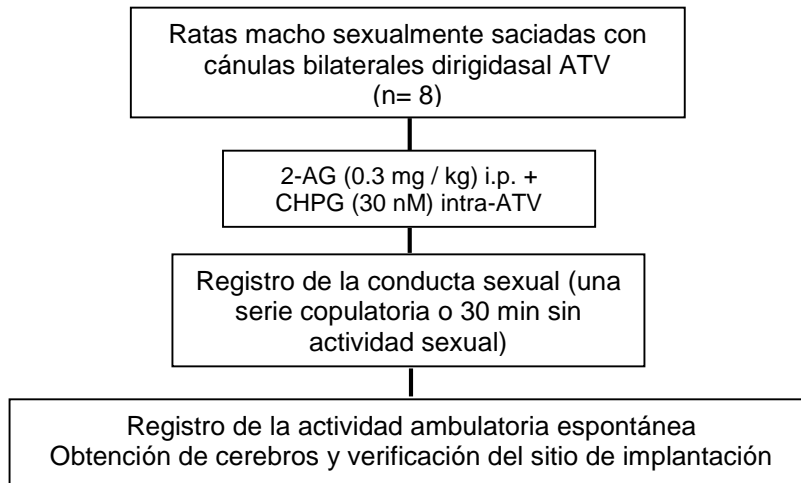 Ratas macho sexualmente saciadas con
cánulas bilaterales dirigidasal ATV
(n= 8)
2-AG (0.3 mg / kg) i.p. +
CHPG (30 nM) intra-ATV
Registro de la conducta sexual (una
serie copulatoria o 30 min sin
actividad sexual)
Registro de la actividad ambulatoria espontánea
Obtención de cerebros y verificación del sitio de implantación